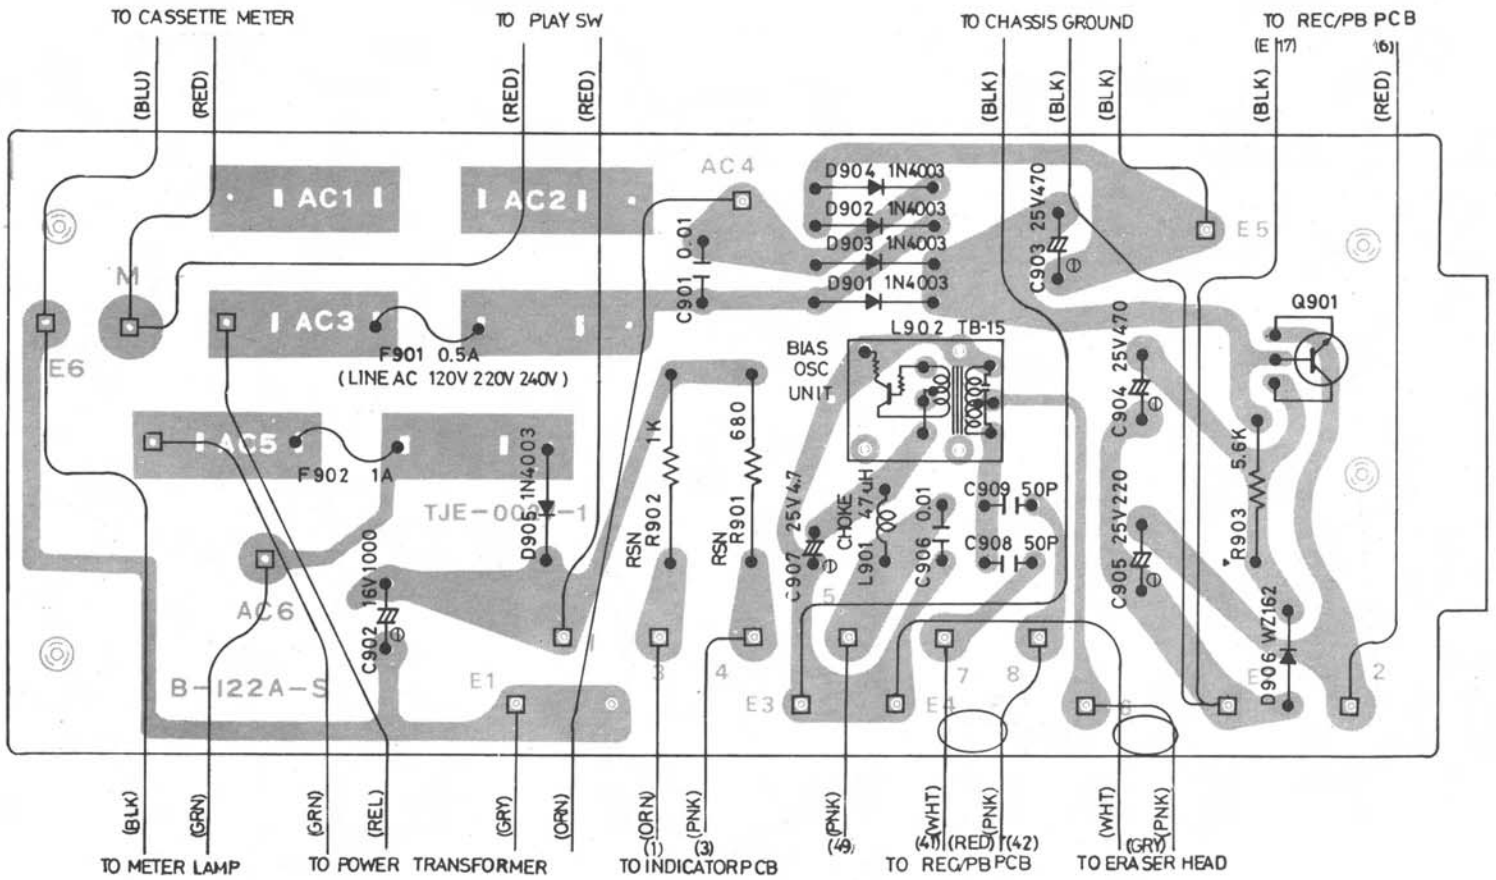 TO CASSETTE METER
TO PLAY SW
TO CHASSIS GROUND
TO REC/PB PCB
(E 17)
(6)
(BLU)
(RED)
(RED)
(RED)
(BLK)
(BLK)
(BLK)
(BLK)
(RED)
AC1
AC2
AC4
D904 1N4003
D902 1N4003
D903 1N4003
D901 1N4003
C901 0.01
C903 25V470
E5
M
AC3
F901 0.5A
(LINE AC 120V 220V 240V)
E6
L902 TB-15
BIAS
OSC
UNIT
Q901
C904 25V470
AC5
F902 1A
D905 1N4003
TJE-00
-1
RSN
R902 1K
RSN
R901 680
C907 25V4.7
CHOKE
L901 47uH
C906 0.01
C909 50P
C908 50P
C905 25V220
R903 5.6K
D906 WZ162
AC6
C902 16V1000
B-122A-S
E1
1
3
4
5
E3
E4
7
8
E
2
(BLK)
(GRN)
(GRN)
(REL)
(GRY)
(ORN)
(ORN)
(1)
(PNK)
(3)
(PNK)
(49)
(WHT)
(41)
(RED)
(PNK)
(42)
(WHT)
(GRY)
(PNK)
TO METER LAMP
TO POWER TRANSFORMER
TO INDICATOR PCB
TO REC/PB PCB
TO ERASER HEAD